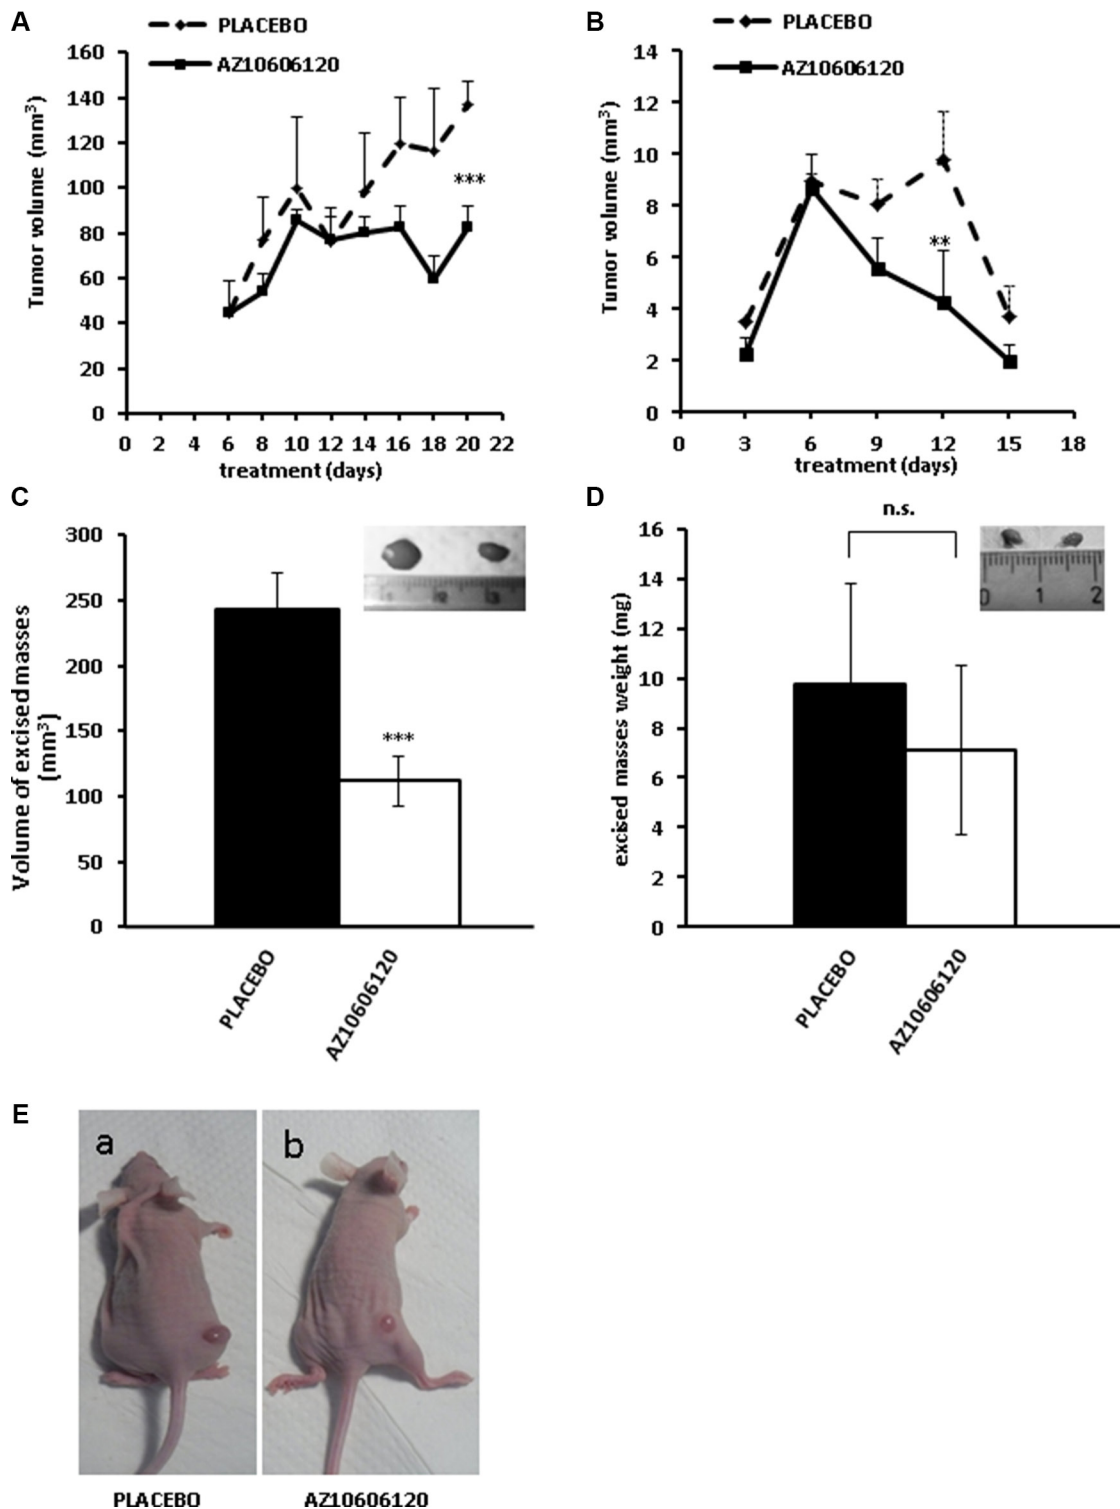 A
PLACEBO
AZ10606120
160
140
120
100
80
60
40
20
0
Tumor volume (mm³)
0 2 4 6 8 10 12 14 16 18 20 22
treatment (days)
***
B
PLACEBO
AZ10606120
14
12
10
8
6
4
2
0
Tumor volume (mm³)
0 3 6 9 12 15 18
treatment (days)
**
C
300
250
200
150
100
50
0
Volume of excised masses
(mm³)
***
PLACEBO
AZ10606120
D
n.s.
16
14
12
10
8
6
4
2
0
excised masses weight (mg)
0 1 2
PLACEBO
AZ10606120
E
a
b
PLACEBO
AZ10606120